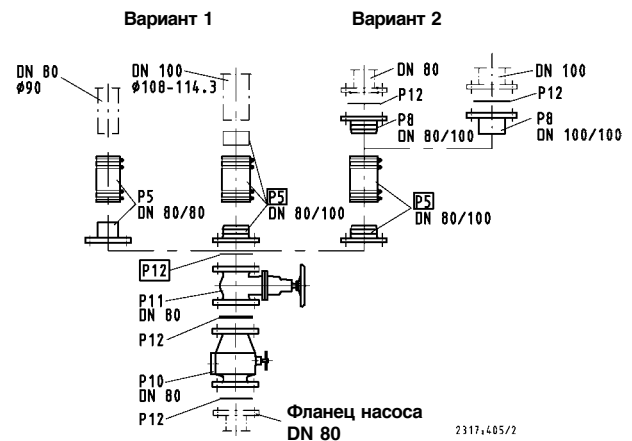 Вариант 1
Вариант 2
DN 80
ø90
DN 100
ø108-114.3
DN 80
P12
P8
DN 80/100
DN 100
P12
P8
DN 100/100
P5
DN 80/80
P5
DN 80/100
P5
DN 80/100
P12
P11
DN 80
P12
P10
DN 80
P12
Фланец насоса
DN 80
2317,405/2